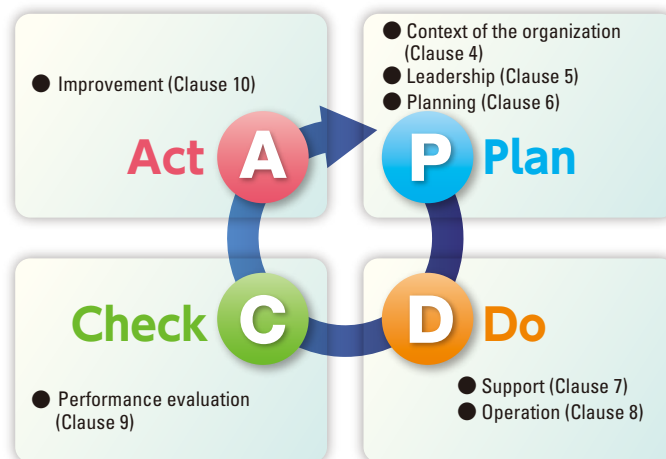 ● Improvement (Clause 10)
Act
A
● Context of the organization
(Clause 4)
● Leadership (Clause 5)
● Planning (Clause 6)
P
Plan
Check
C
● Performance evaluation
(Clause 9)
D
Do
● Support (Clause 7)
● Operation (Clause 8)